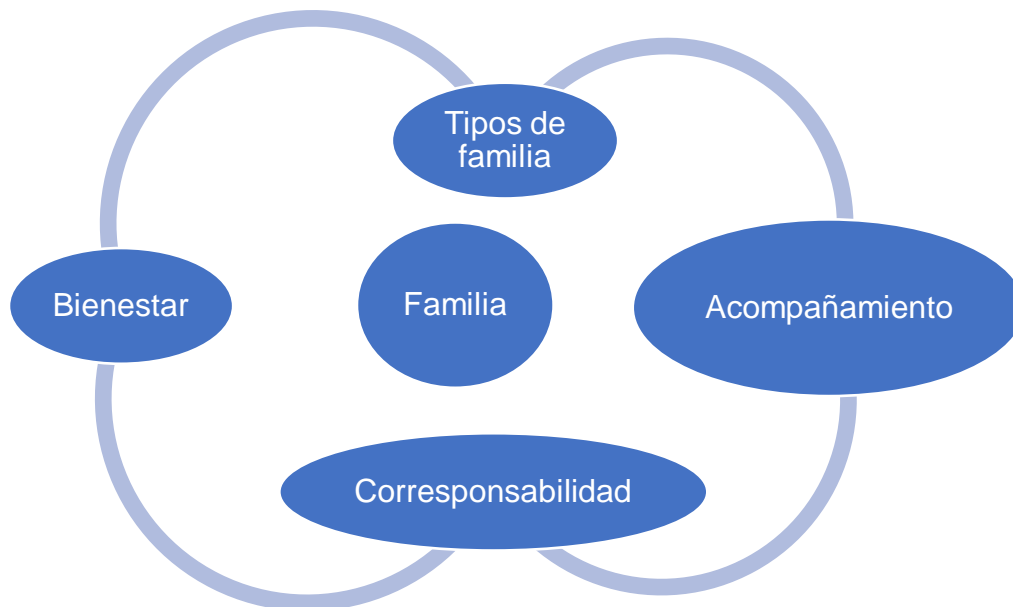 Tipos de
familia
Bienestar
Familia
Acompañamiento
Corresponsabilidad